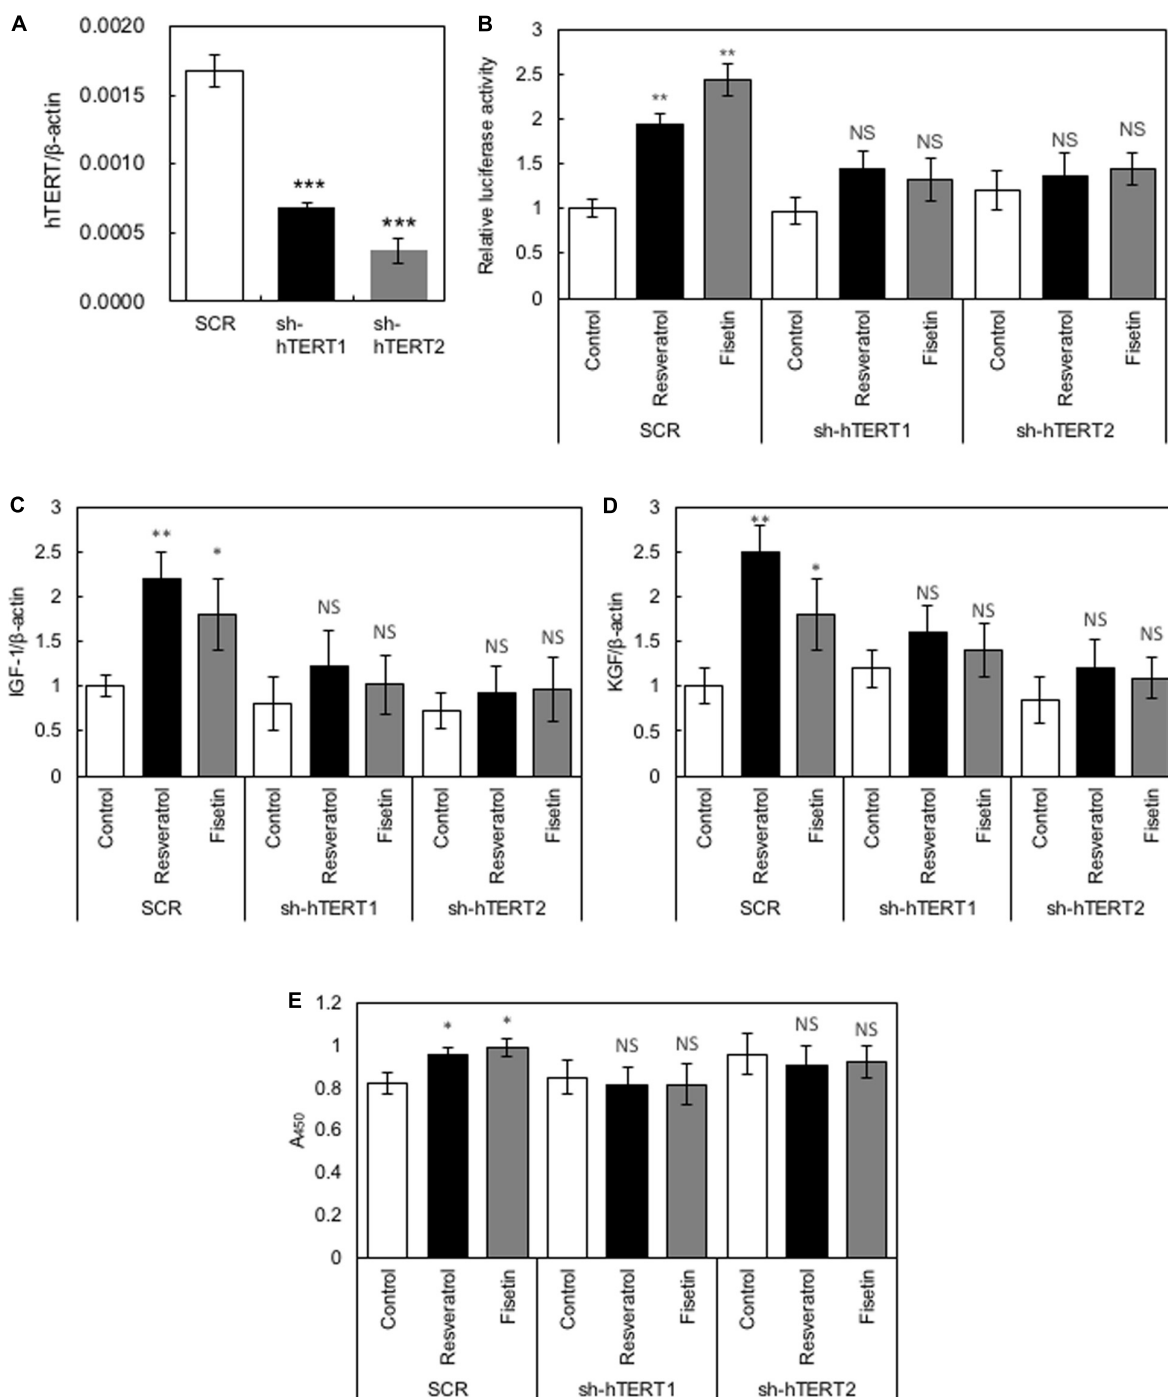 A
hTERT/β-actin
0.0020
0.0015
0.0010
0.0005
0.0000
***
***
SCR
sh-
hTERT1
sh-
hTERT2
B
Relative luciferase activity
3
2.5
2
1.5
1
0.5
0
**
**
NS
NS
NS
NS
Control
Resveratrol
Fisetin
Control
Resveratrol
Fisetin
Control
Resveratrol
Fisetin
SCR
sh-hTERT1
sh-hTERT2
C
IGF-1/β-actin
3
2.5
2
1.5
1
0.5
0
**
*
NS
NS
NS
NS
Control
Resveratrol
Fisetin
Control
Resveratrol
Fisetin
Control
Resveratrol
Fisetin
SCR
sh-hTERT1
sh-hTERT2
D
KGF/β-actin
3
2.5
2
1.5
1
0.5
0
**
*
NS
NS
NS
NS
Control
Resveratrol
Fisetin
Control
Resveratrol
Fisetin
Control
Resveratrol
Fisetin
SCR
sh-hTERT1
sh-hTERT2
E
A450
1.2
1
0.8
0.6
0.4
0.2
0
*
*
NS
NS
NS
NS
Control
Resveratrol
Fisetin
Control
Resveratrol
Fisetin
Control
Resveratrol
Fisetin
SCR
sh-hTERT1
sh-hTERT2